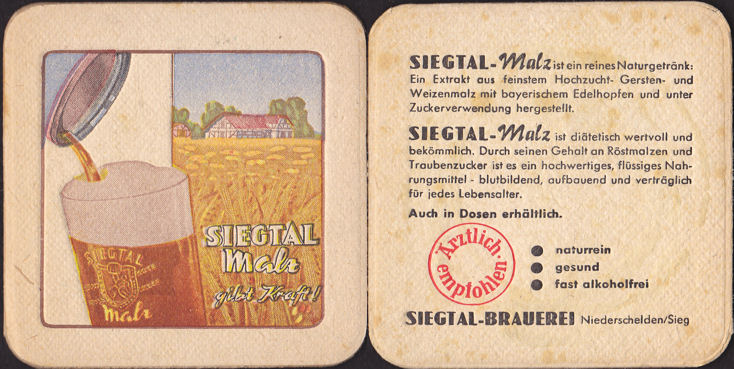 SIEGTAL
Malz
SIEGTAL
Malz
gibt Kraft!
SIEGTAL-Malz ist ein reines Naturgetränk:
Ein Extrakt aus feinstem Hochzucht- Gersten- und
Weizenmalz mit bayerischem Edelhopfen und unter
Zuckerverwendung hergestellt.
SIEGTAL-Malz ist diätetisch wertvoll und
bekömmlich. Durch seinen Gehalt an Röstmalzen und
Traubenzucker ist es ein hochwertiges, flüssiges Nah-
rungsmittel - blutbildend, aufbauend und verträglich
für jedes Lebensalter.
Auch in Dosen erhältlich.
Ärztlich
empfohlen
naturrein
gesund
fast alkoholfrei
SIEGTAL-BRAUEREI Niederschelden/Sieg